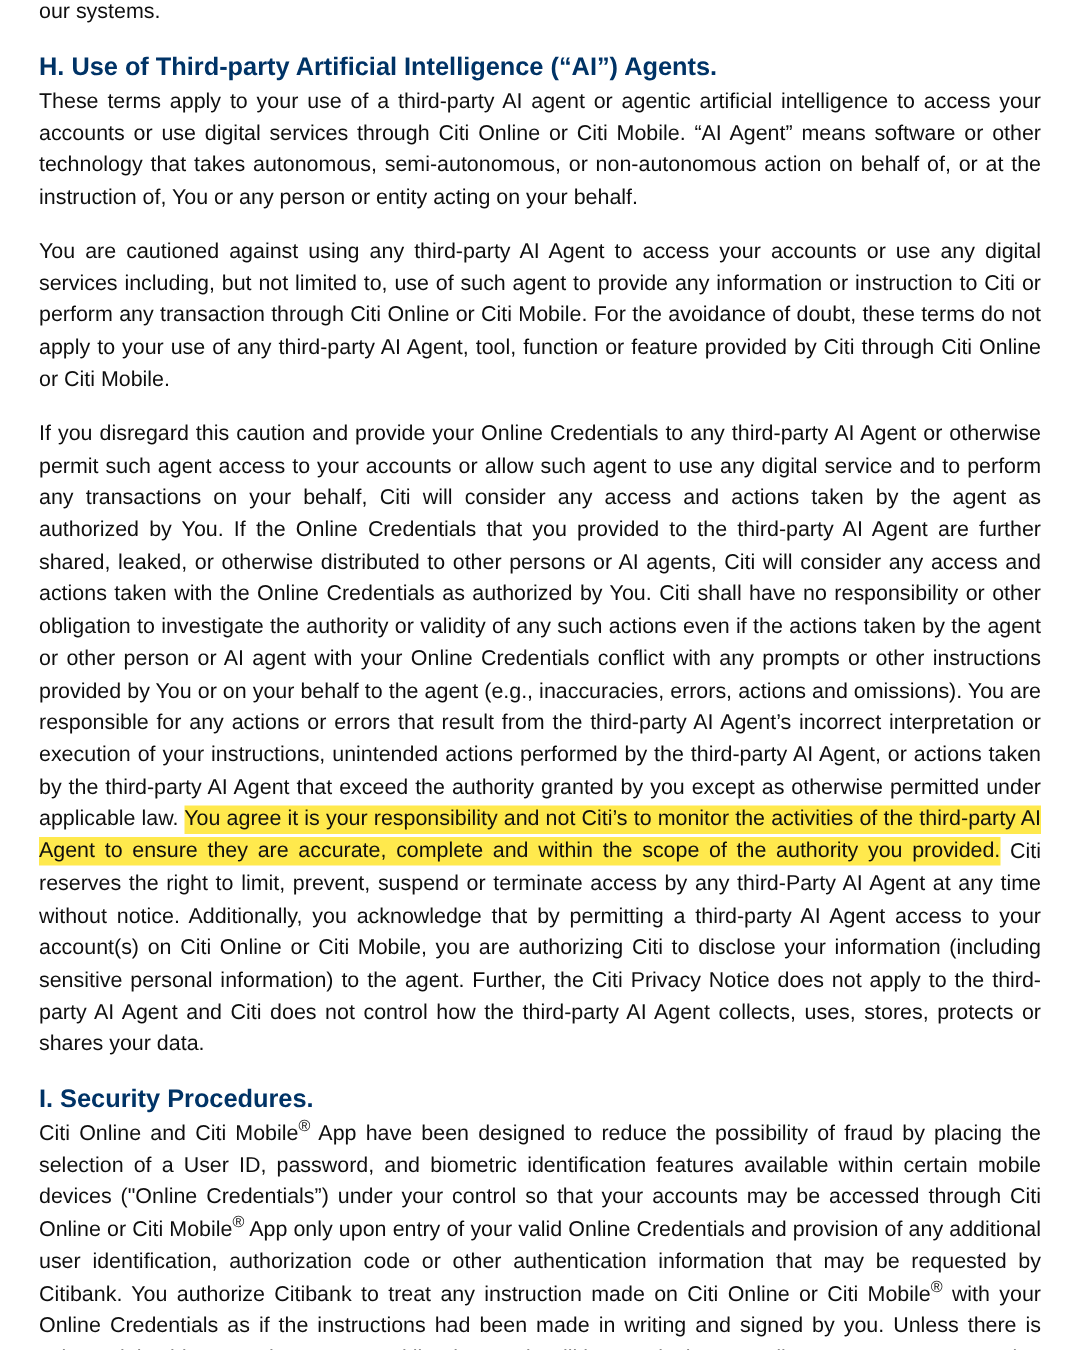 our systems.
H. Use of Third-party Artificial Intelligence (“AI”) Agents.
These terms apply to your use of a third-party AI agent or agentic artificial intelligence to access your
accounts or use digital services through Citi Online or Citi Mobile. “AI Agent” means software or other
technology that takes autonomous, semi-autonomous, or non-autonomous action on behalf of, or at the
instruction of, You or any person or entity acting on your behalf.
You are cautioned against using any third-party AI Agent to access your accounts or use any digital
services including, but not limited to, use of such agent to provide any information or instruction to Citi or
perform any transaction through Citi Online or Citi Mobile. For the avoidance of doubt, these terms do not
apply to your use of any third-party AI Agent, tool, function or feature provided by Citi through Citi Online
or Citi Mobile.
If you disregard this caution and provide your Online Credentials to any third-party AI Agent or otherwise
permit such agent access to your accounts or allow such agent to use any digital service and to perform
any transactions on your behalf, Citi will consider any access and actions taken by the agent as
authorized by You. If the Online Credentials that you provided to the third-party AI Agent are further
shared, leaked, or otherwise distributed to other persons or AI agents, Citi will consider any access and
actions taken with the Online Credentials as authorized by You. Citi shall have no responsibility or other
obligation to investigate the authority or validity of any such actions even if the actions taken by the agent
or other person or AI agent with your Online Credentials conflict with any prompts or other instructions
provided by You or on your behalf to the agent (e.g., inaccuracies, errors, actions and omissions). You are
responsible for any actions or errors that result from the third-party AI Agent’s incorrect interpretation or
execution of your instructions, unintended actions performed by the third-party AI Agent, or actions taken
by the third-party AI Agent that exceed the authority granted by you except as otherwise permitted under
applicable law. You agree it is your responsibility and not Citi’s to monitor the activities of the third-party AI
Agent to ensure they are accurate, complete and within the scope of the authority you provided. Citi
reserves the right to limit, prevent, suspend or terminate access by any third-Party AI Agent at any time
without notice. Additionally, you acknowledge that by permitting a third-party AI Agent access to your
account(s) on Citi Online or Citi Mobile, you are authorizing Citi to disclose your information (including
sensitive personal information) to the agent. Further, the Citi Privacy Notice does not apply to the third-
party AI Agent and Citi does not control how the third-party AI Agent collects, uses, stores, protects or
shares your data.
I. Security Procedures.
Citi Online and Citi Mobile® App have been designed to reduce the possibility of fraud by placing the
selection of a User ID, password, and biometric identification features available within certain mobile
devices ("Online Credentials”) under your control so that your accounts may be accessed through Citi
Online or Citi Mobile® App only upon entry of your valid Online Credentials and provision of any additional
user identification, authorization code or other authentication information that may be requested by
Citibank. You authorize Citibank to treat any instruction made on Citi Online or Citi Mobile® with your
Online Credentials as if the instructions had been made in writing and signed by you. Unless there is